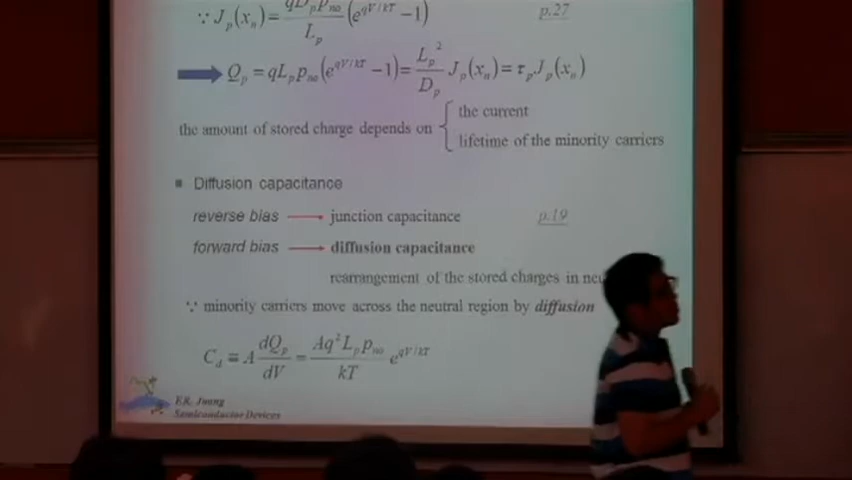 ∵ J_p(x_n) = qD_p p_no / L_p (e^{qV/kT} − 1) p.27
Q_p = qL_p p_no (e^{qV/kT} − 1) = L_p^2 / D_p J_p(x_n) = τ_p J_p(x_n)
the amount of stored charge depends on { the current
lifetime of the minority carriers
▪ Diffusion capacitance
reverse bias → junction capacitance p.19
forward bias → diffusion capacitance
rearrangement of the stored charges in
∵ minority carriers move across the neutral region by diffusion
C_d ≡ A dQ_p / dV = Aq^2 L_p p_no / kT e^{qV/kT}
F.R. Juang
Semiconductor Devices